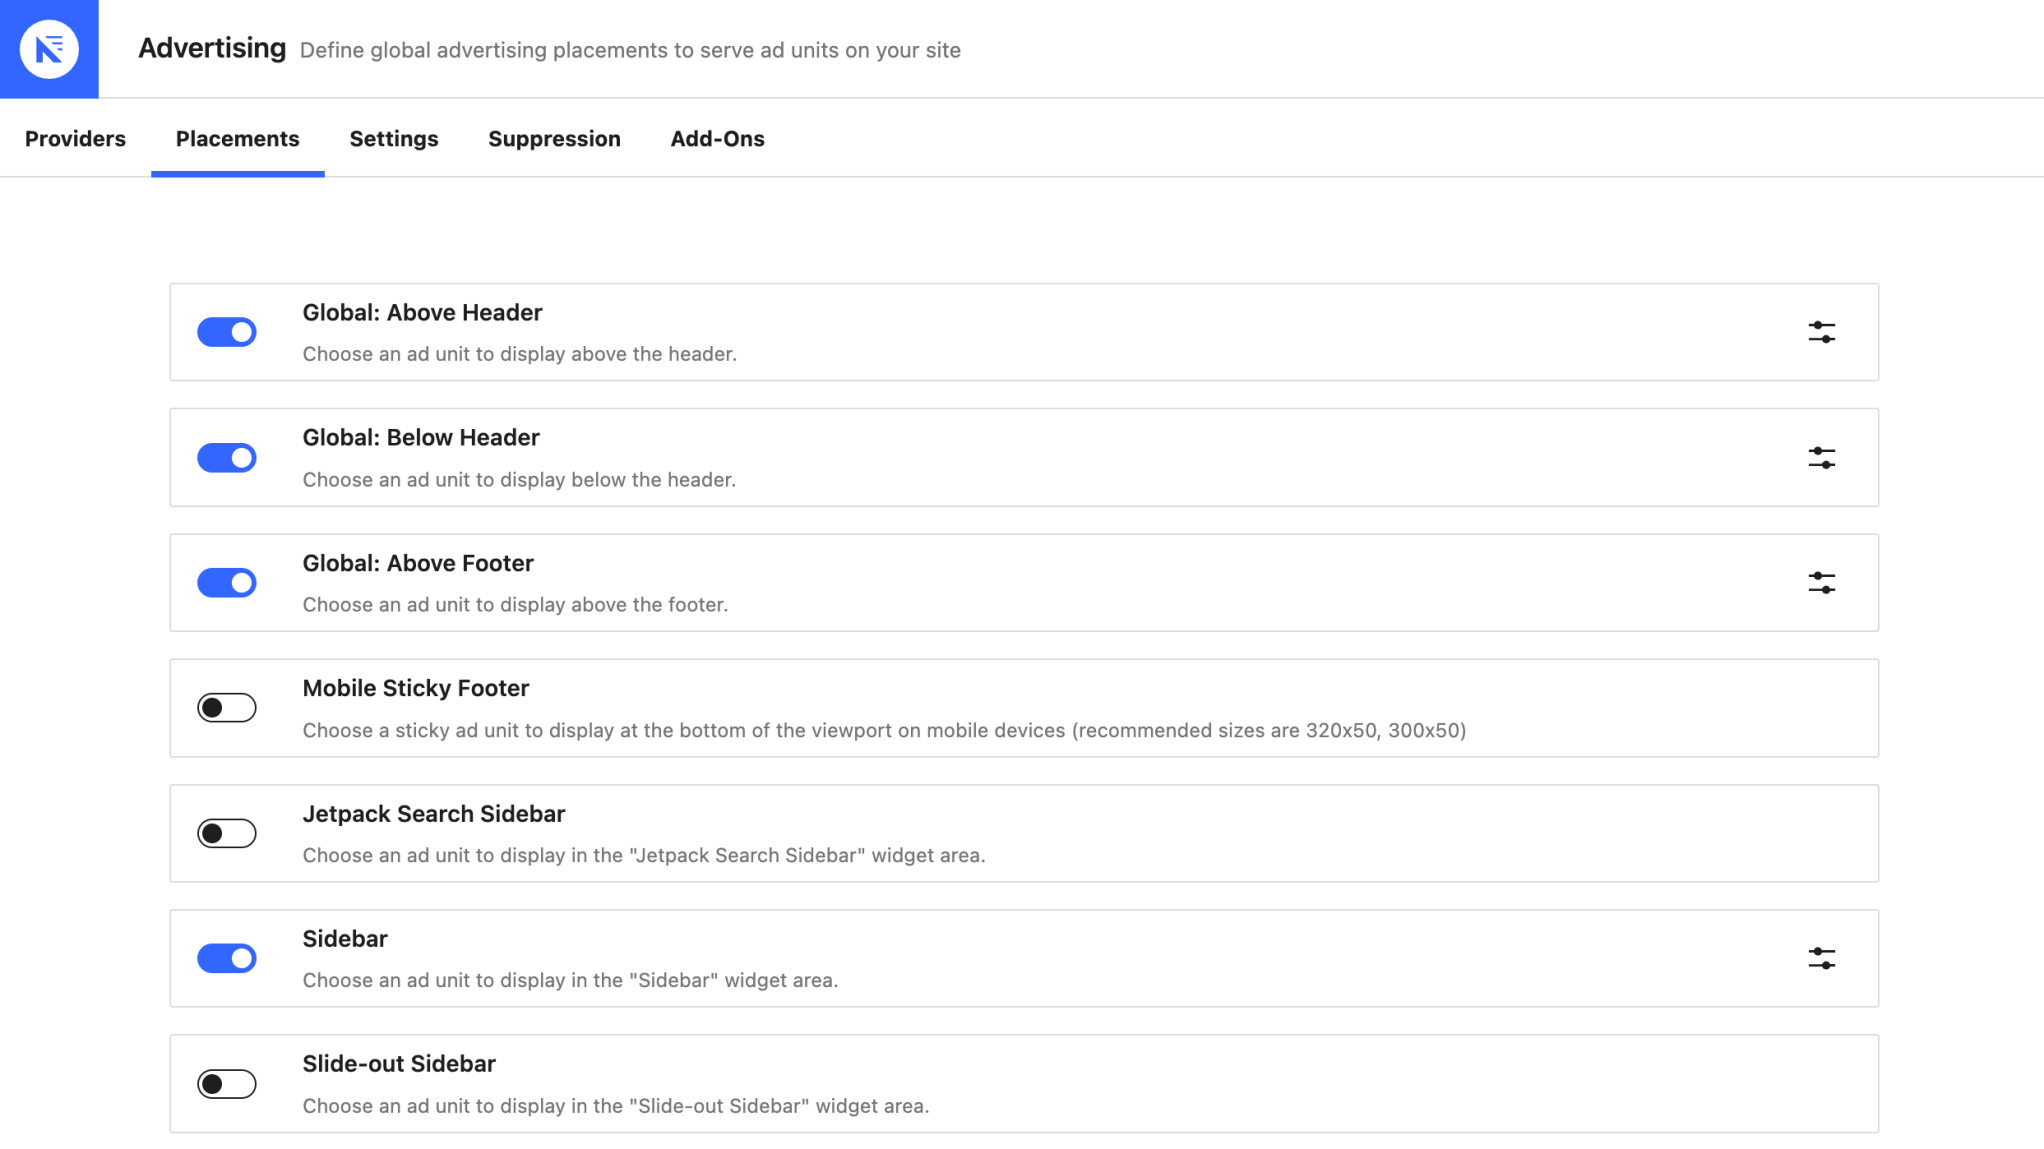 Advertising Define global advertising placements to serve ad units on your site
Providers Placements Settings Suppression Add-Ons
Global: Above Header
Choose an ad unit to display above the header.
Global: Below Header
Choose an ad unit to display below the header.
Global: Above Footer
Choose an ad unit to display above the footer.
Mobile Sticky Footer
Choose a sticky ad unit to display at the bottom of the viewport on mobile devices (recommended sizes are 320x50, 300x50)
Jetpack Search Sidebar
Choose an ad unit to display in the "Jetpack Search Sidebar" widget area.
Sidebar
Choose an ad unit to display in the "Sidebar" widget area.
Slide-out Sidebar
Choose an ad unit to display in the "Slide-out Sidebar" widget area.